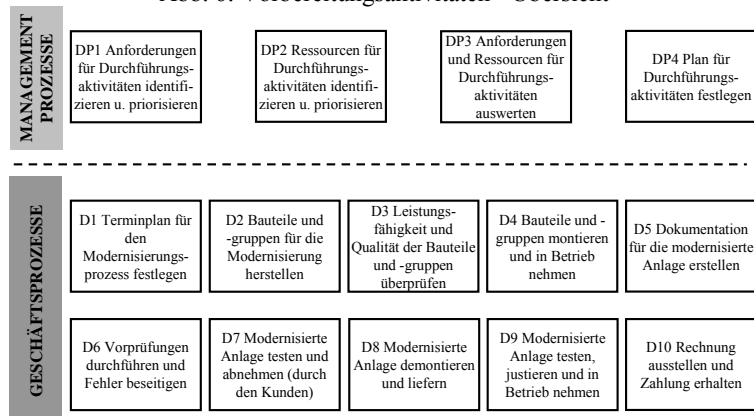 Abb. 6: Vorbereitungsaktivitäten - Übersicht
MANAGEMENT
PROZESSE
DP1 Anforderungen
für Durchführungs-
aktivitäten identifi-
zieren u. priorisieren
DP2 Ressourcen für
Durchführungs-
aktivitäten identifi-
zieren u. priorisieren
DP3 Anforderungen
und Ressourcen für
Durchführungs-
aktivitäten
auswerten
DP4 Plan für
Durchführungs-
aktivitäten festlegen
GESCHÄFTSPROZESSE
D1 Terminplan für
den
Modernisierungs-
prozess festlegen
D2 Bauteile und
-gruppen für die
Modernisierung
herstellen
D3 Leistungs-
fähigkeit und
Qualität der Bauteile
und -gruppen
überprüfen
D4 Bauteile und -
gruppen montieren
und in Betrieb
nehmen
D5 Dokumentation
für die modernisierte
Anlage erstellen
D6 Vorprüfungen
durchführen und
Fehler beseitigen
D7 Modernisierte
Anlage testen und
abnehmen (durch
den Kunden)
D8 Modernisierte
Anlage demontieren
und liefern
D9 Modernisierte
Anlage testen,
justieren und in
Betrieb nehmen
D10 Rechnung
ausstellen und
Zahlung erhalten